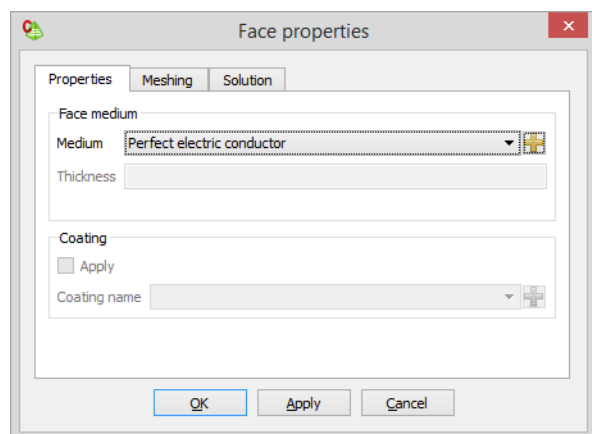 Face properties
Properties Meshing Solution
Face medium
Medium Perfect electric conductor
Thickness
Coating
Apply
Coating name
OK Apply Cancel